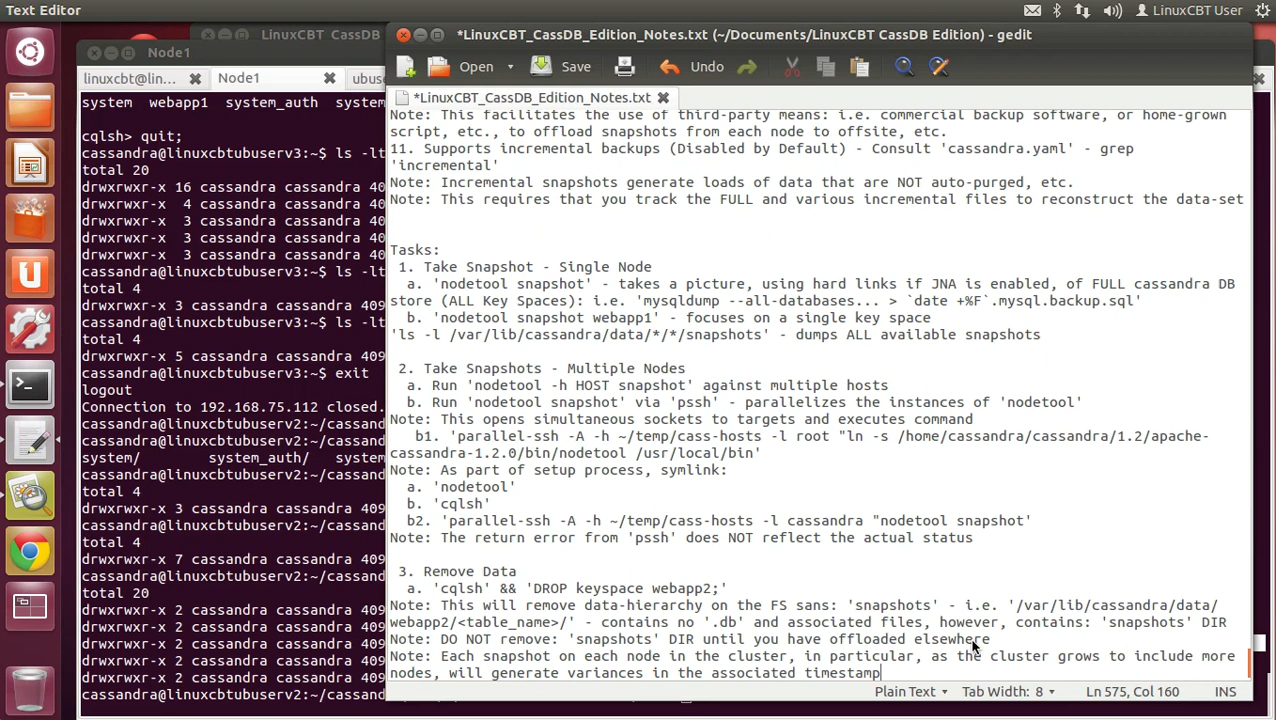 Text Editor
LinuxCBT User
LinuxCBT CassDB
*LinuxCBT_CassDB_Edition_Notes.txt (~/Documents/LinuxCBT CassDB Edition) - gedit
Node1
Open
Save
Undo
linuxcbt@lin...
Node1
ubuse
*LinuxCBT_CassDB_Edition_Notes.txt
system  webapp1  system_auth  system
cqlsh> quit;
cassandra@linuxcbtubuserv3:~$ ls -lt
total 20
drwxrwxr-x 16 cassandra cassandra 40
drwxrwxr-x  4 cassandra cassandra 40
drwxrwxr-x  3 cassandra cassandra 40
drwxrwxr-x  3 cassandra cassandra 40
drwxrwxr-x  3 cassandra cassandra 40
cassandra@linuxcbtubuserv3:~$ ls -lt
total 4
drwxrwxr-x 3 cassandra cassandra 409
cassandra@linuxcbtubuserv3:~$ ls -lt
total 4
drwxrwxr-x 5 cassandra cassandra 409
cassandra@linuxcbtubuserv3:~$ exit
logout
Connection to 192.168.75.112 closed.
cassandra@linuxcbtubuserv2:~/cassand
cassandra@linuxcbtubuserv2:~/cassand
system/        system_auth/   system
cassandra@linuxcbtubuserv2:~/cassand
total 4
drwxrwxr-x 3 cassandra cassandra 409
cassandra@linuxcbtubuserv2:~/cassand
total 4
drwxrwxr-x 7 cassandra cassandra 409
cassandra@linuxcbtubuserv2:~/cassand
total 20
drwxrwxr-x 2 cassandra cassandra 409
drwxrwxr-x 2 cassandra cassandra 409
drwxrwxr-x 2 cassandra cassandra 409
drwxrwxr-x 2 cassandra cassandra 409
drwxrwxr-x 2 cassandra cassandra 409
cassandra@linuxcbtubuserv2:~/cassand
Note: This facilitates the use of third-party means: i.e. commercial backup software, or home-grown
script, etc., to offload snapshots from each node to offsite, etc.
11. Supports incremental backups (Disabled by Default) - Consult 'cassandra.yaml' - grep
'incremental'
Note: Incremental snapshots generate loads of data that are NOT auto-purged, etc.
Note: This requires that you track the FULL and various incremental files to reconstruct the data-set
Tasks:
1. Take Snapshot - Single Node
a. 'nodetool snapshot' - takes a picture, using hard links if JNA is enabled, of FULL cassandra DB
store (ALL Key Spaces): i.e. 'mysqldump --all-databases... > `date +%F`.mysql.backup.sql'
b. 'nodetool snapshot webapp1' - focuses on a single key space
'ls -l /var/lib/cassandra/data/*/*/snapshots' - dumps ALL available snapshots
2. Take Snapshots - Multiple Nodes
a. Run 'nodetool -h HOST snapshot' against multiple hosts
b. Run 'nodetool snapshot' via 'pssh' - parallelizes the instances of 'nodetool'
Note: This opens simultaneous sockets to targets and executes command
b1. 'parallel-ssh -A -h ~/temp/cass-hosts -l root "ln -s /home/cassandra/cassandra/1.2/apache-
cassandra-1.2.0/bin/nodetool /usr/local/bin'
Note: As part of setup process, symlink:
a. 'nodetool'
b. 'cqlsh'
b2. 'parallel-ssh -A -h ~/temp/cass-hosts -l cassandra "nodetool snapshot'
Note: The return error from 'pssh' does NOT reflect the actual status
3. Remove Data
a. 'cqlsh' && 'DROP keyspace webapp2;'
Note: This will remove data-hierarchy on the FS sans: 'snapshots' - i.e. '/var/lib/cassandra/data/
webapp2/<table_name>/' - contains no '.db' and associated files, however, contains: 'snapshots' DIR
Note: DO NOT remove: 'snapshots' DIR until you have offloaded elsewhere
Note: Each snapshot on each node in the cluster, in particular, as the cluster grows to include more
nodes, will generate variances in the associated timestamp
Plain Text
Tab Width: 8
Ln 575, Col 160
INS